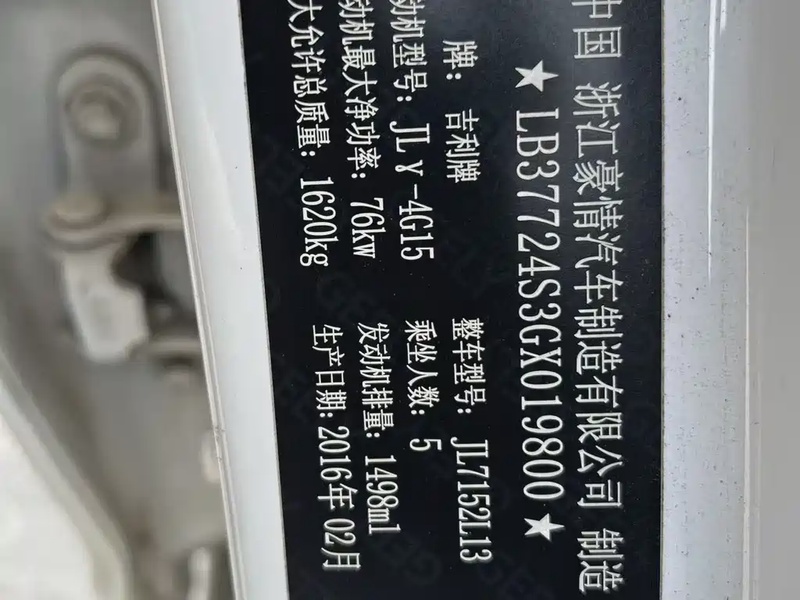 中国 浙江豪情汽车制造有限公司 制造
★LB37724S3GX019800★
牌: 吉利牌 整车型号: JL7152L13
动机型号: JLγ-4G15 乘坐人数: 5
动机最大净功率: 76kw 发动机排量: 1498ml
大允许总质量: 1620kg 生产日期: 2016年02月